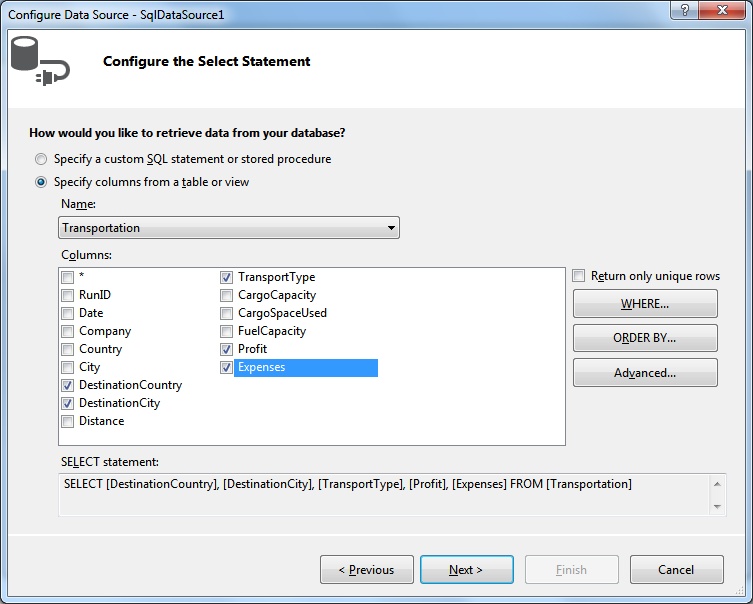 Configure Data Source - SqlDataSource1
?
Configure the Select Statement
How would you like to retrieve data from your database?
Specify a custom SQL statement or stored procedure
Specify columns from a table or view
Name:
Transportation
Columns:
*
RunID
Date
Company
Country
City
DestinationCountry
DestinationCity
Distance
TransportType
CargoCapacity
CargoSpaceUsed
FuelCapacity
Profit
Expenses
Return only unique rows
WHERE...
ORDER BY...
Advanced...
SELECT statement:
SELECT [DestinationCountry], [DestinationCity], [TransportType], [Profit], [Expenses] FROM [Transportation]
< Previous
Next >
Finish
Cancel